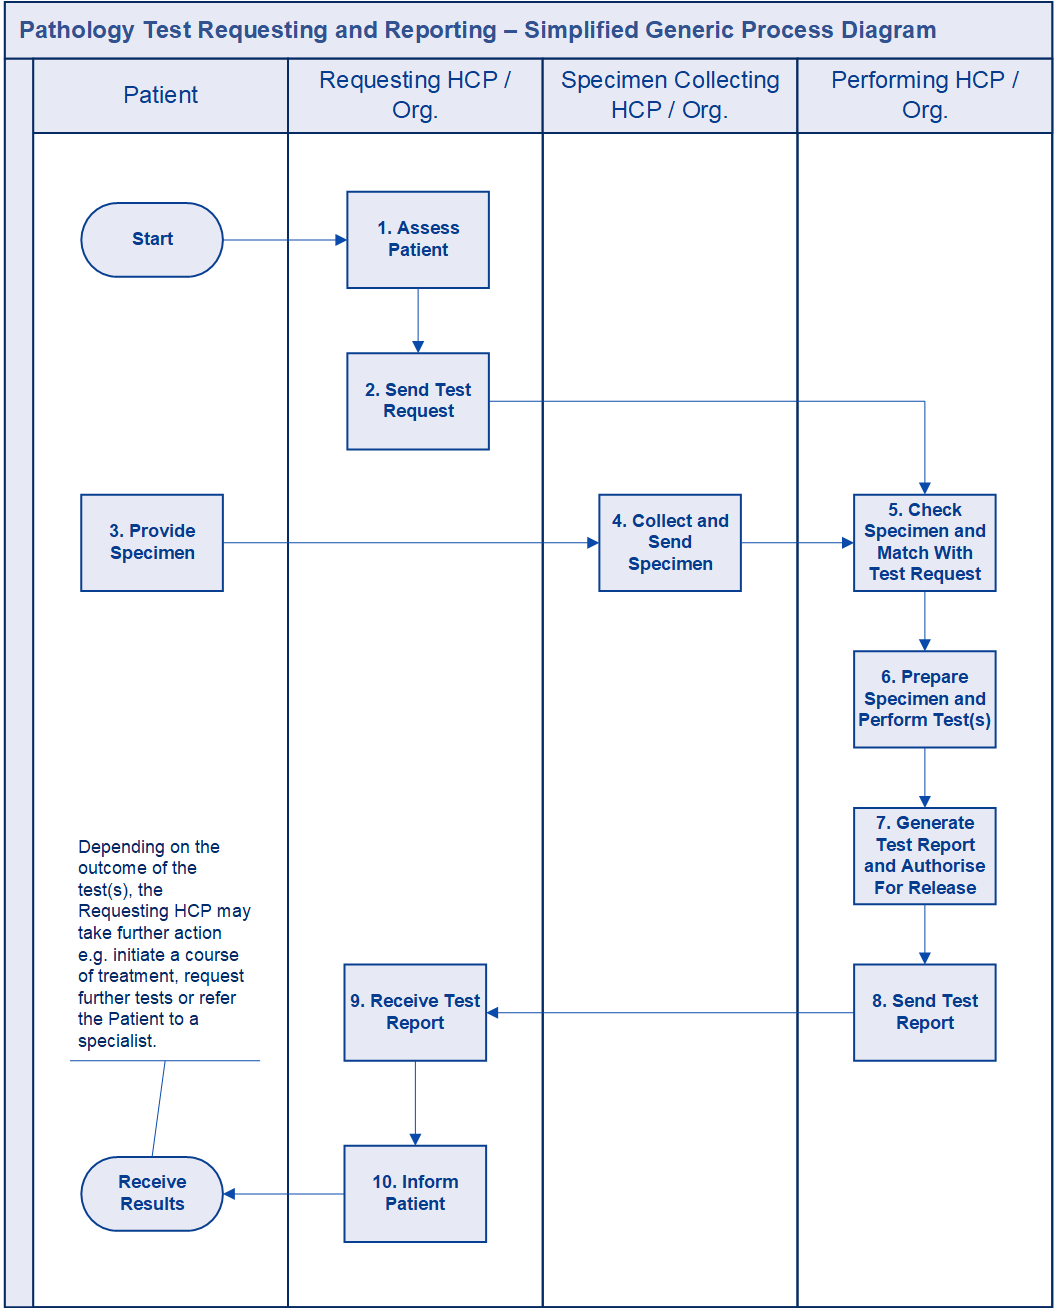 Pathology Test Requesting and Reporting – Simplified Generic Process Diagram
Patient
Requesting HCP /
Org.
Specimen Collecting
HCP / Org.
Performing HCP /
Org.
Start
1. Assess
Patient
2. Send Test
Request
3. Provide
Specimen
4. Collect and
Send
Specimen
5. Check
Specimen and
Match With
Test Request
6. Prepare
Specimen and
Perform Test(s)
7. Generate
Test Report
and Authorise
For Release
8. Send Test
Report
9. Receive Test
Report
10. Inform
Patient
Depending on the
outcome of the
test(s), the
Requesting HCP may
take further action
e.g. initiate a course
of treatment, request
further tests or refer
the Patient to a
specialist.
Receive
Results